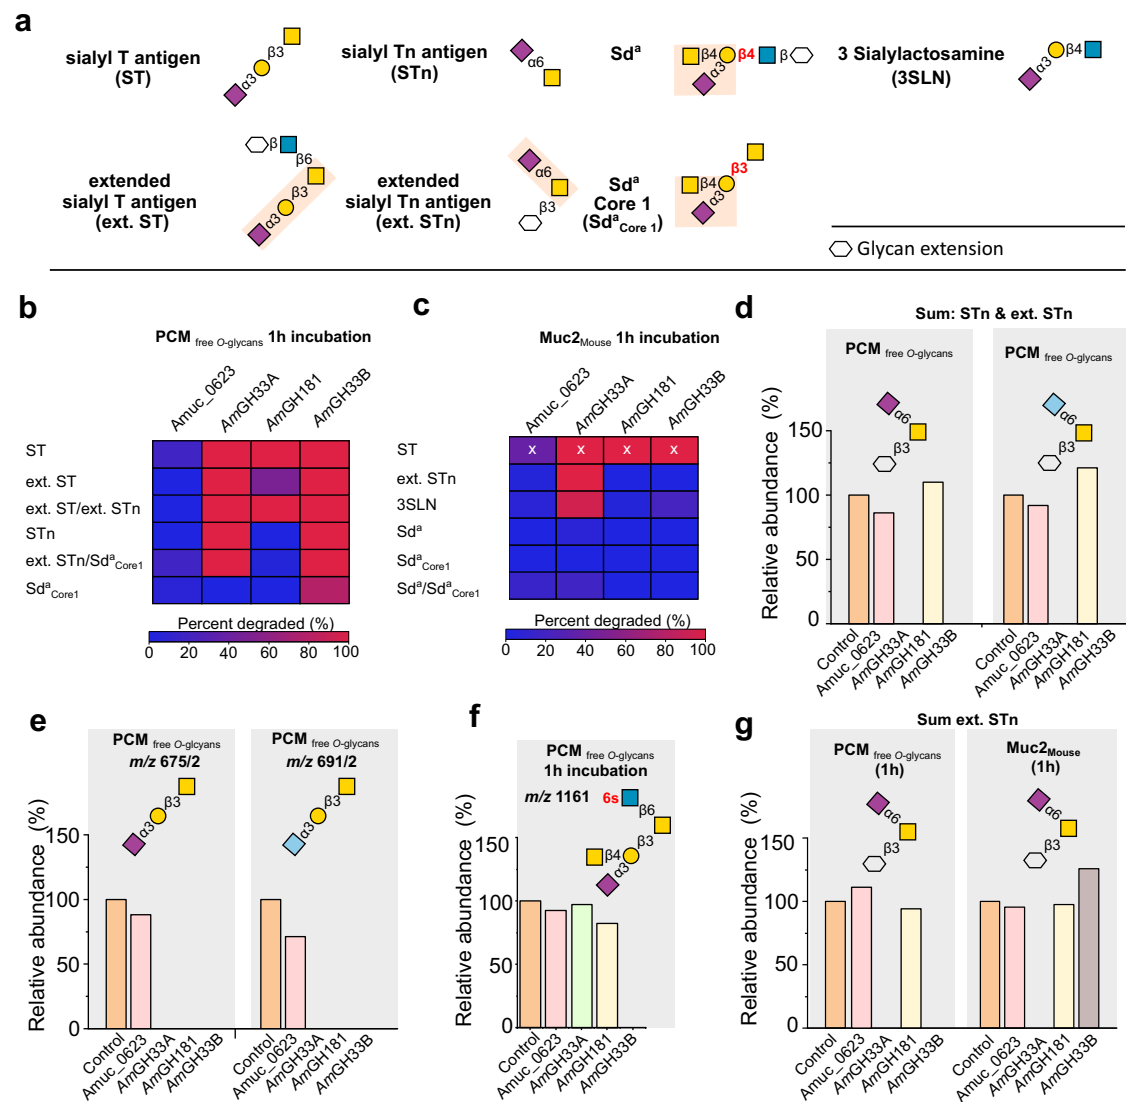 a
sialyl T antigen
(ST)
β3
α3
sialyl Tn antigen
(STn)
α6
Sdᵃ
β4 β4 β
α3
3 Sialylactosamine
(3SLN)
β4
α3
extended
sialyl T antigen
(ext. ST)
β
β6
β3
α3
extended
sialyl Tn antigen
(ext. STn)
α6
β3
Sdᵃ
Core 1
(Sdᵃ Core 1)
β3
β4
α3
Glycan extension
b
PCM free O-glycans 1h incubation
Amuc_0623 AmGH33A AmGH181 AmGH33B
ST
ext. ST
ext. ST/ext. STn
STn
ext. STn/Sdᵃ Core1
Sdᵃ Core1
Percent degraded (%)
0 20 40 60 80 100
c
Muc2Mouse 1h incubation
Amuc_0623 AmGH33A AmGH181 AmGH33B
ST x x x x
ext. STn
3SLN
Sdᵃ
Sdᵃ Core1
Sdᵃ/Sdᵃ Core1
Percent degraded (%)
0 20 40 60 80 100
d
Sum: STn & ext. STn
PCM free O-glycans PCM free O-glycans
α6 α6
β3 β3
Relative abundance (%)
150
100
50
0
Control Amuc_0623 AmGH33A AmGH181 AmGH33B
Control Amuc_0623 AmGH33A AmGH181 AmGH33B
e
PCM free O-glcyans PCM free O-glycans
m/z 675/2 m/z 691/2
β3 β3
α3 α3
Relative abundance (%)
150
100
50
0
Control Amuc_0623 AmGH33A AmGH181 AmGH33B
Control Amuc_0623 AmGH33A AmGH181 AmGH33B
f
PCM free O-glycans
1h incubation
m/z 1161 6s
β6
β3
β4
α3
Relative abundance (%)
150
100
50
0
Control Amuc_0623 AmGH33A AmGH181 AmGH33B
g
Sum ext. STn
PCM free O-glycans Muc2Mouse
(1h) (1h)
α6 α6
β3 β3
Relative abundance (%)
150
100
50
0
Control Amuc_0623 AmGH33A AmGH181 AmGH33B
Control Amuc_0623 AmGH33A AmGH181 AmGH33B